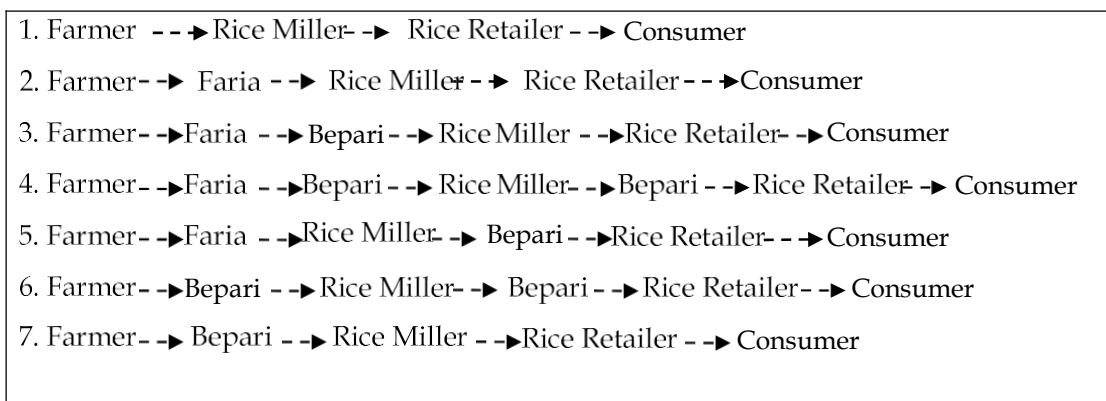 1. Farmer --→ Rice Miller --→ Rice Retailer --→ Consumer
2. Farmer --→ Faria --→ Rice Miller --→ Rice Retailer --→ Consumer
3. Farmer --→ Faria --→ Bepari --→ Rice Miller --→ Rice Retailer --→ Consumer
4. Farmer --→ Faria --→ Bepari --→ Rice Miller --→ Bepari --→ Rice Retailer --→ Consumer
5. Farmer --→ Faria --→ Rice Miller --→ Bepari --→ Rice Retailer --→ Consumer
6. Farmer --→ Bepari --→ Rice Miller --→ Bepari --→ Rice Retailer --→ Consumer
7. Farmer --→ Bepari --→ Rice Miller --→ Rice Retailer --→ Consumer